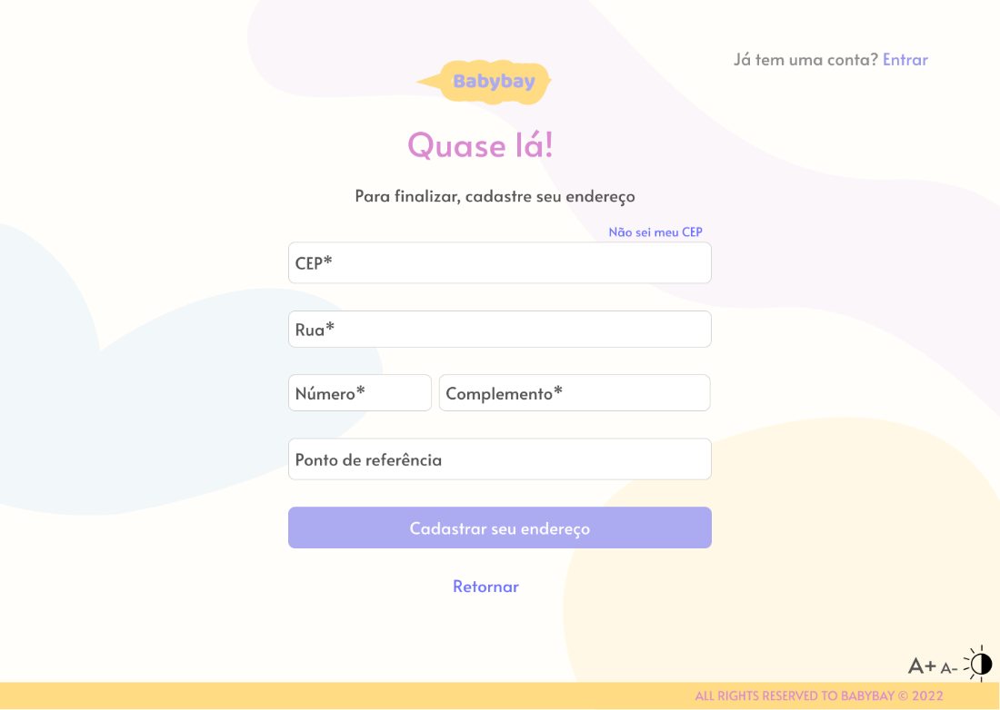 Já tem uma conta? Entrar
Babybay
Quase lá!
Para finalizar, cadastre seu endereço
Não sei meu CEP
CEP*
Rua*
Número* Complemento*
Ponto de referência
Cadastrar seu endereço
Retornar
A+ A-
ALL RIGHTS RESERVED TO BABYBAY © 2022